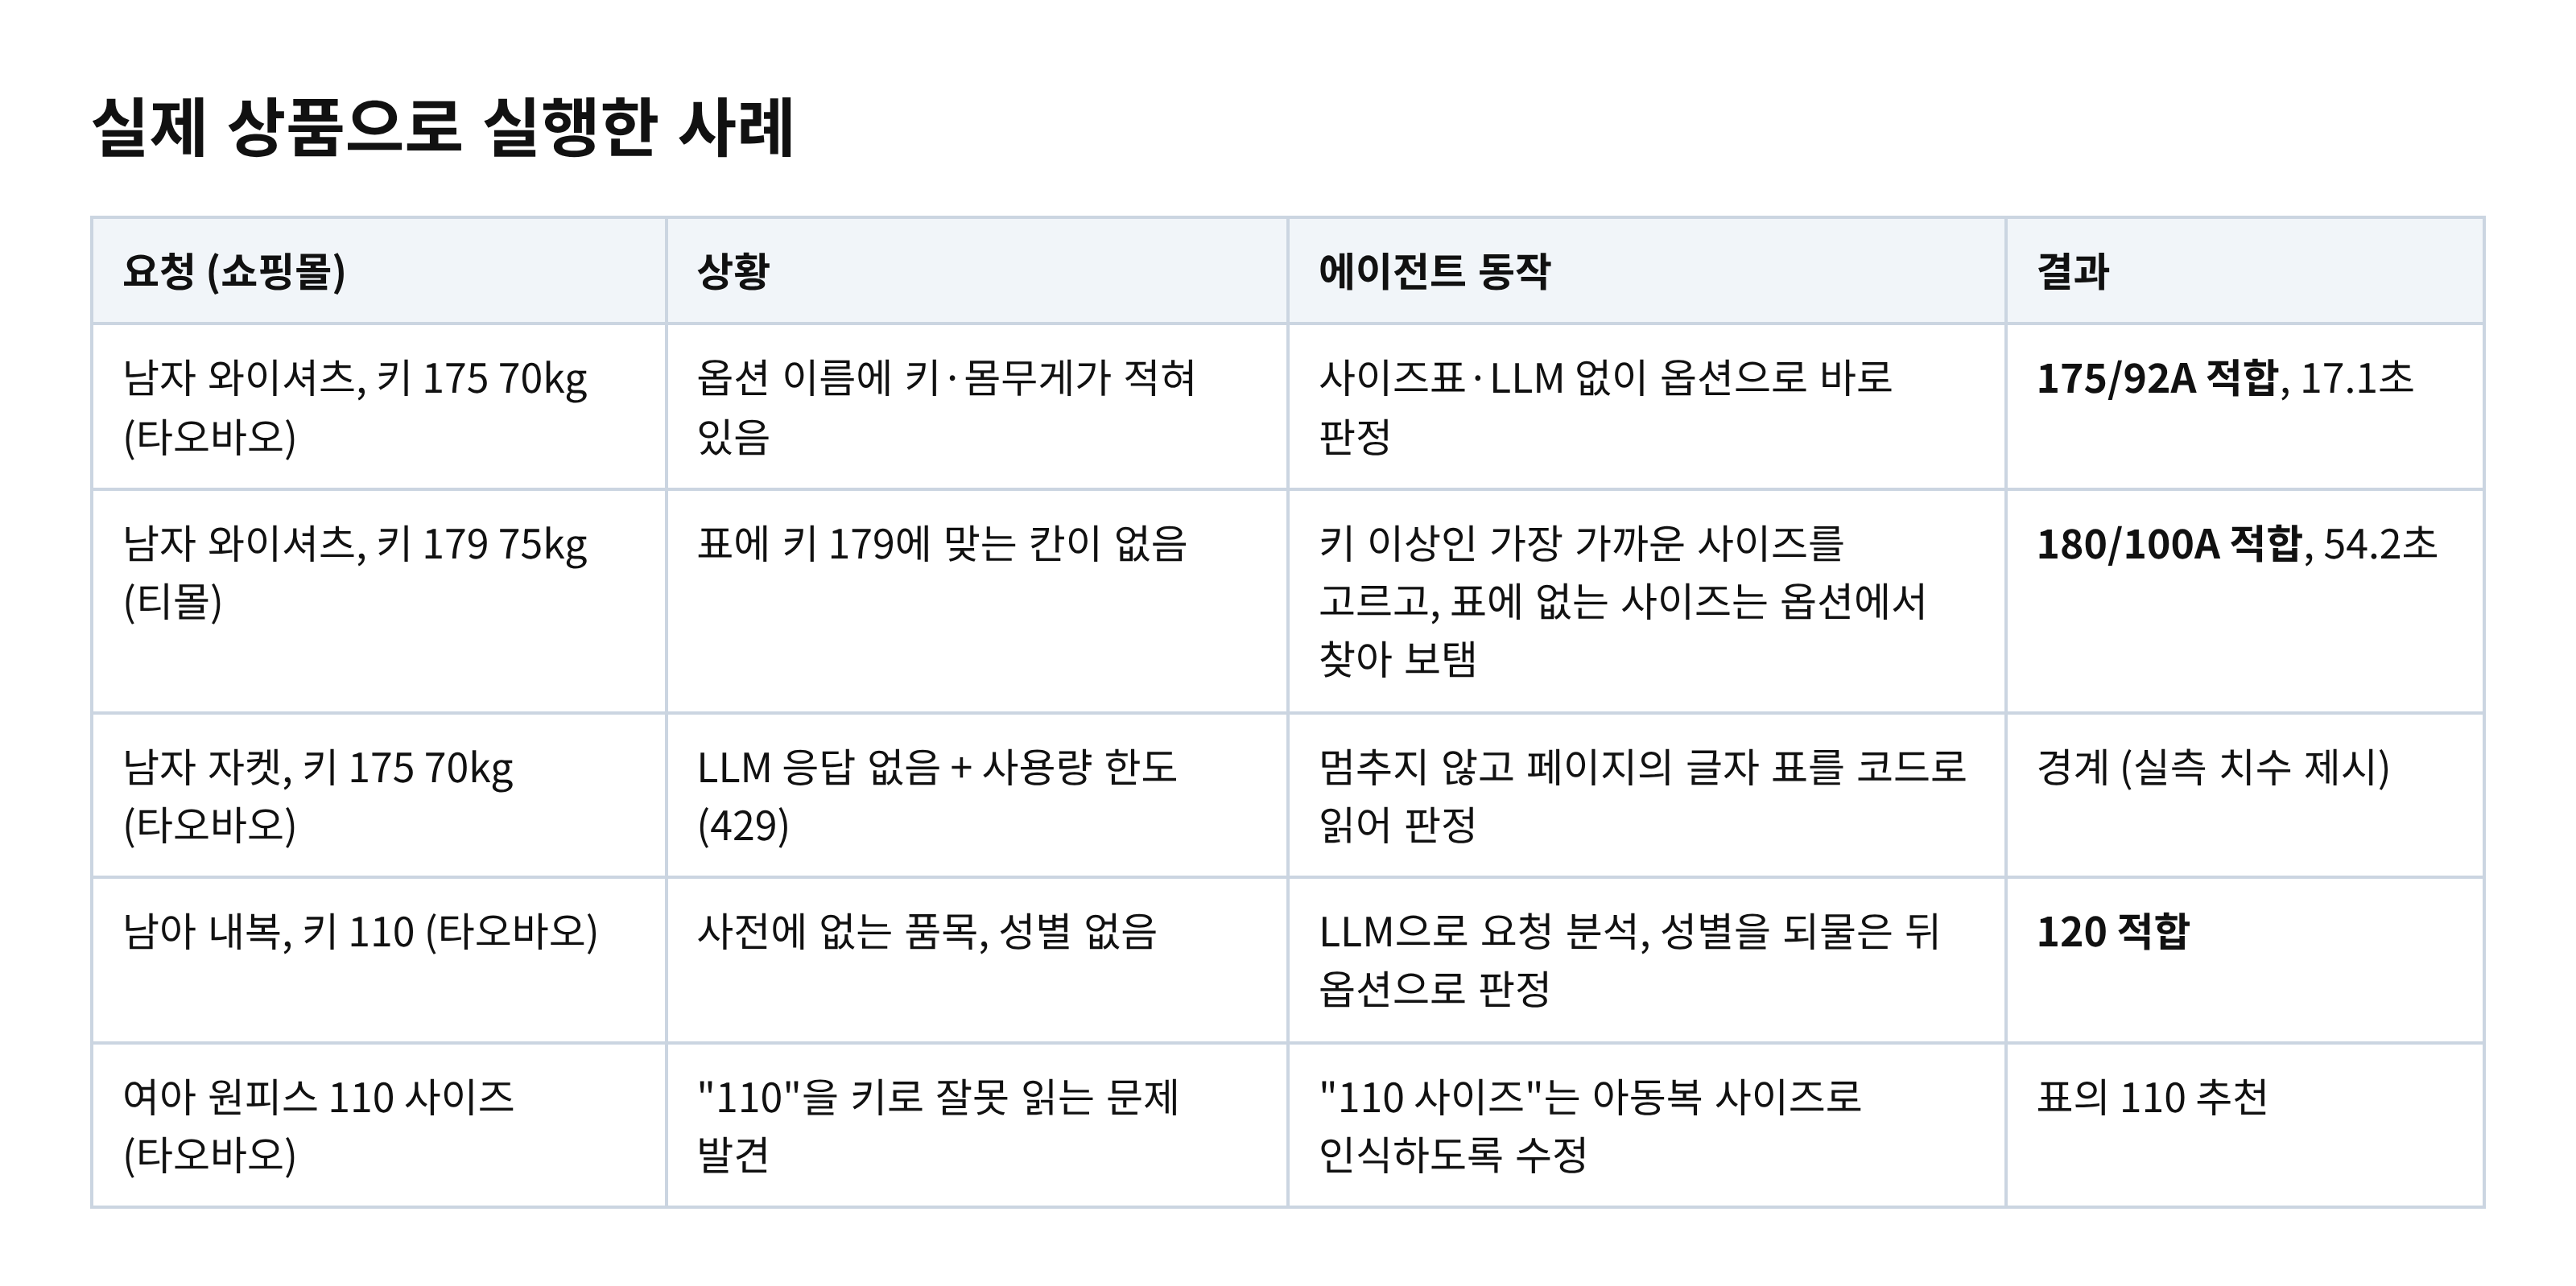 실제 상품으로 실행한 사례
요청 (쇼핑몰)
상황
에이전트 동작
결과
남자 와이셔츠, 키 175 70kg
(타오바오)
옵션 이름에 키·몸무게가 적혀
있음
사이즈표·LLM 없이 옵션으로 바로
판정
175/92A 적합, 17.1초
남자 와이셔츠, 키 179 75kg
(티몰)
표에 키 179에 맞는 칸이 없음
키 이상인 가장 가까운 사이즈를
고르고, 표에 없는 사이즈는 옵션에서
찾아 보탬
180/100A 적합, 54.2초
남자 자켓, 키 175 70kg
(타오바오)
LLM 응답 없음 + 사용량 한도
(429)
멈추지 않고 페이지의 글자 표를 코드로
읽어 판정
경계 (실측 치수 제시)
남아 내복, 키 110 (타오바오)
사전에 없는 품목, 성별 없음
LLM으로 요청 분석, 성별을 되물은 뒤
옵션으로 판정
120 적합
여아 원피스 110 사이즈
(타오바오)
"110"을 키로 잘못 읽는 문제
발견
"110 사이즈"는 아동복 사이즈로
인식하도록 수정
표의 110 추천